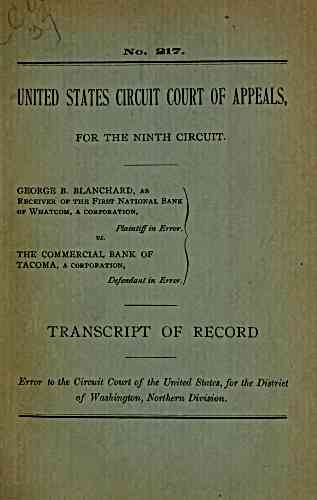 No. 217.
UNITED STATES CIRCUIT COURT OF APPEALS,
FOR THE NINTH CIRCUIT.
GEORGE B. BLANCHARD, AS
RECEIVER OF THE FIRST NATIONAL BANK
OF WHATCOM, A CORPORATION,
Plaintiff in Error.
vs.
THE COMMERCIAL BANK OF
TACOMA, A CORPORATION,
Defendant in Error.
TRANSCRIPT OF RECORD
Error to the Circuit Court of the United States, for the District
of Washington, Northern Division.